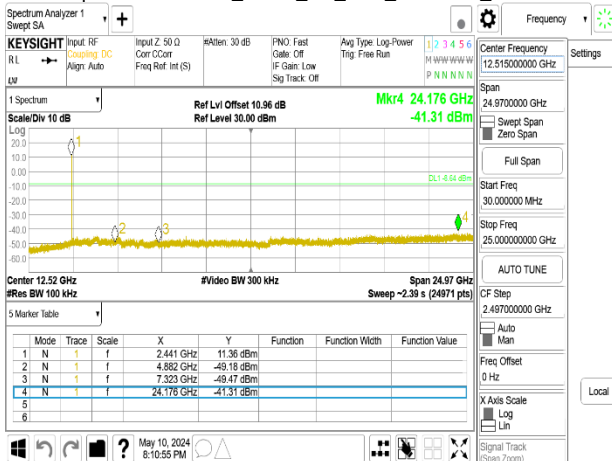 Spectrum Analyzer 1
Swept SA
+
Frequency
KEYSIGHT
Input: RF
Coupling: DC
Align: Auto
Input Z: 50 Ω
Corr CCorr
Freq Ref: Int (S)
#Atten: 30 dB
PNO: Fast
Gate: Off
IF Gain: Low
Sig Track: Off
Avg Type: Log-Power
Trig: Free Run
1 2 3 4 5 6
M W W W W W
P N N N N N
RL
1 Spectrum
Ref Lvl Offset 10.96 dB
Mkr4 24.176 GHz
Scale/Div 10 dB
Ref Level 30.00 dBm
-41.31 dBm
Log
20.0
10.0
0.00
-10.0
-20.0
-30.0
-40.0
-50.0
-60.0
1
2
3
4
DL1 -8.64 dBm
Center 12.52 GHz
#Video BW 300 kHz
Span 24.97 GHz
#Res BW 100 kHz
Sweep ~2.39 s (24971 pts)
5 Marker Table
Mode Trace Scale X Y Function Function Width Function Value
1 N 1 f 2.441 GHz 11.36 dBm
2 N 1 f 4.882 GHz -49.18 dBm
3 N 1 f 7.323 GHz -49.47 dBm
4 N 1 f 24.176 GHz -41.31 dBm
5
6
?
May 10, 2024
8:10:55 PM
Center Frequency
12.515000000 GHz
Settings
Span
24.9700000 GHz
Swept Span
Zero Span
Full Span
Start Freq
30.000000 MHz
Stop Freq
25.000000000 GHz
AUTO TUNE
CF Step
2.497000000 GHz
Auto
Man
Freq Offset
0 Hz
X Axis Scale
Log
Lin
Local
Signal Track
(Span Zoom)